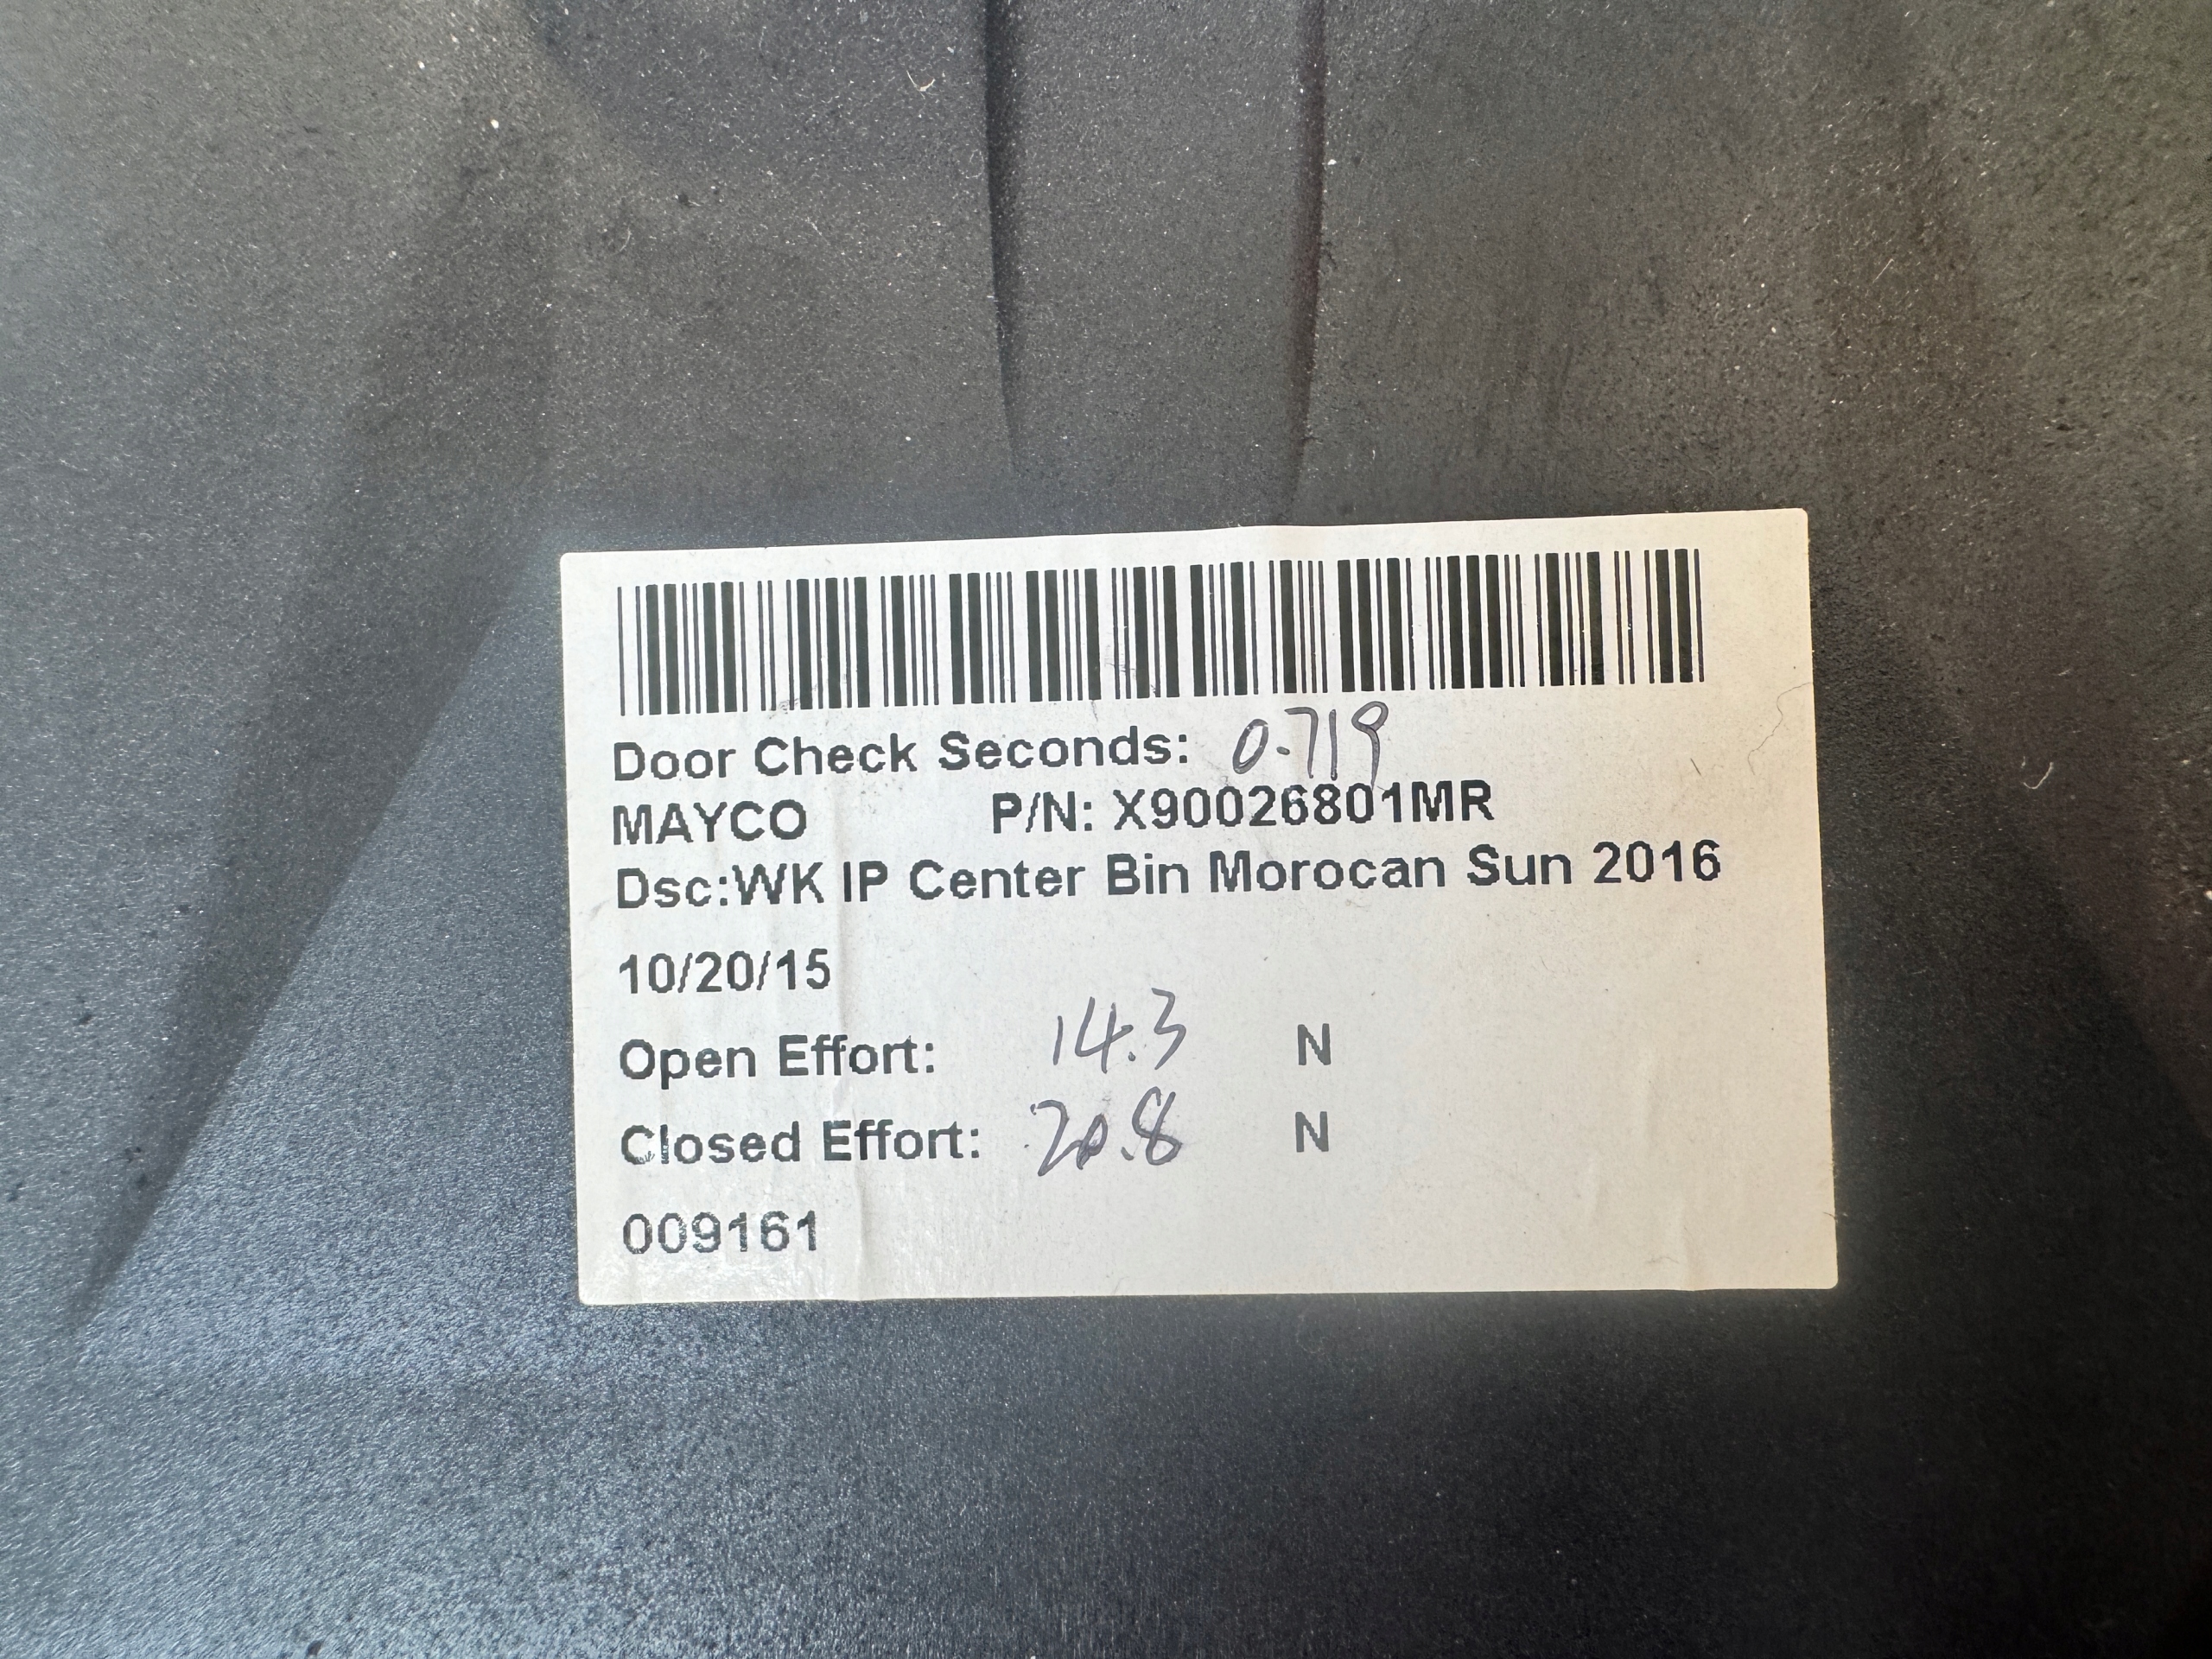 Door Check Seconds: 0.719
MAYCO P/N: X90026801MR
Dsc:WK IP Center Bin Morocan Sun 2016
10/20/15
Open Effort: 14.3 N
Closed Effort: 20.8 N
009161